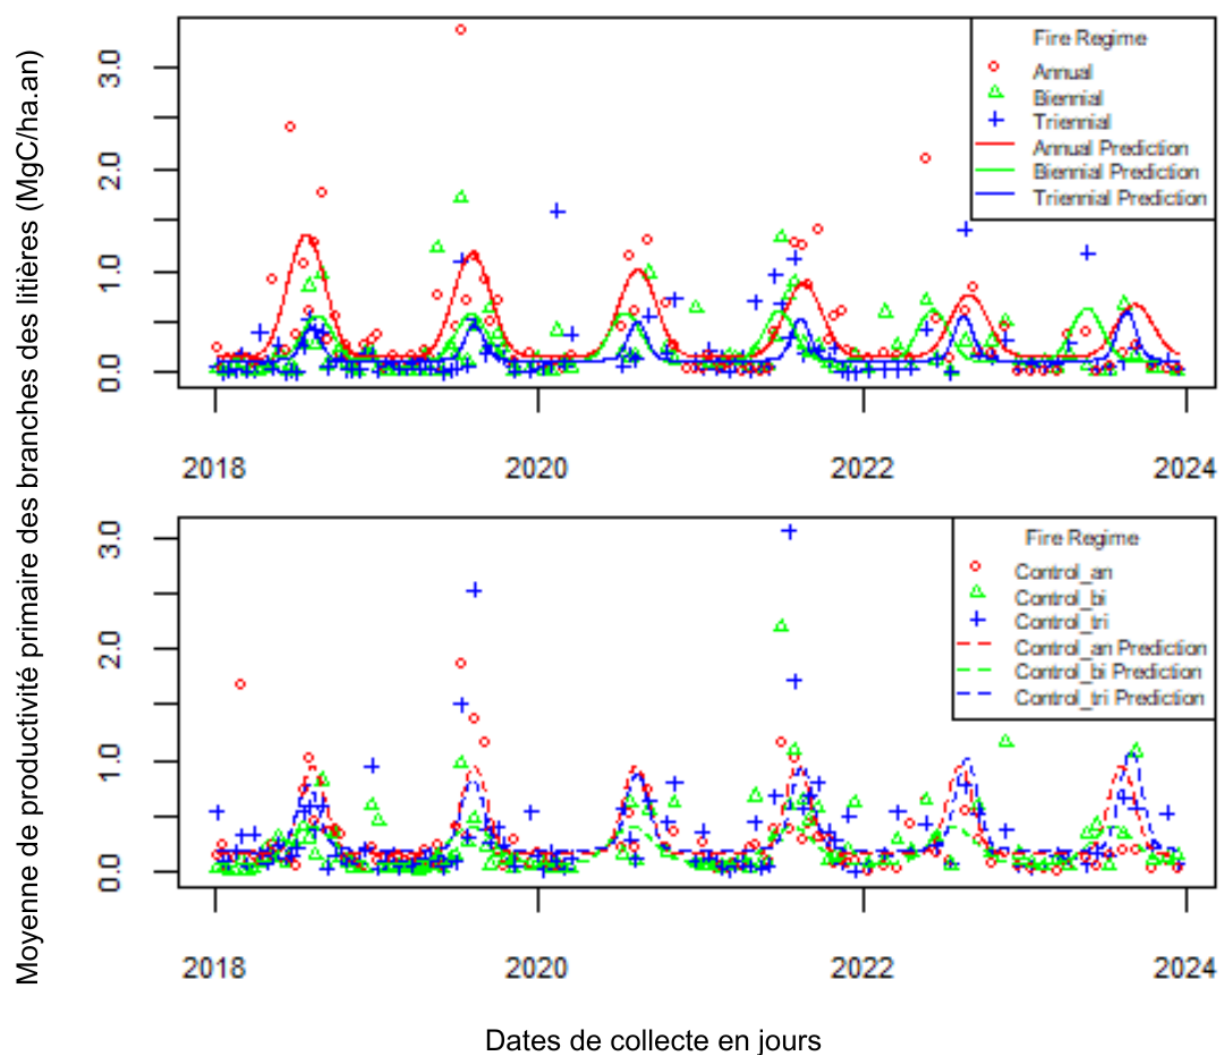 Moyenne de productivité primaire des branches des litères (MgC/ha.an)
3.0
2.0
1.0
0.0
Fire Regime
Annual
Biennial
Triennial
Annual Prediction
Biennial Prediction
Triennial Prediction
2018 2020 2022 2024
3.0
2.0
1.0
0.0
Fire Regime
Control_an
Control_bi
Control_tri
Control_an Prediction
Control_bi Prediction
Control_tri Prediction
2018 2020 2022 2024
Dates de collecte en jours